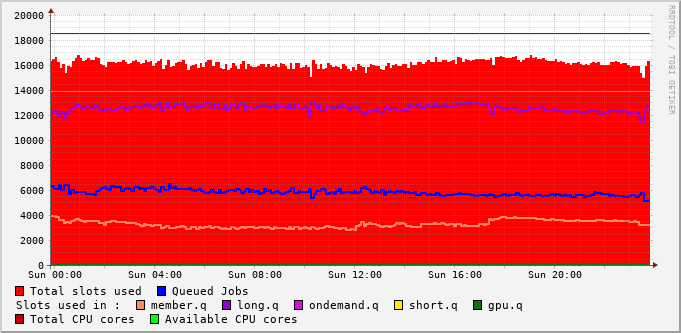 20000
18000
16000
14000
12000
10000
8000
6000
4000
2000
0
Sun 00:00 Sun 04:00 Sun 08:00 Sun 12:00 Sun 16:00 Sun 20:00
Total slots used Queued Jobs
Slots used in : member.q long.q ondemand.q short.q gpu.q
Total CPU cores Available CPU cores
RRDTOOL / TOBI OETIKER